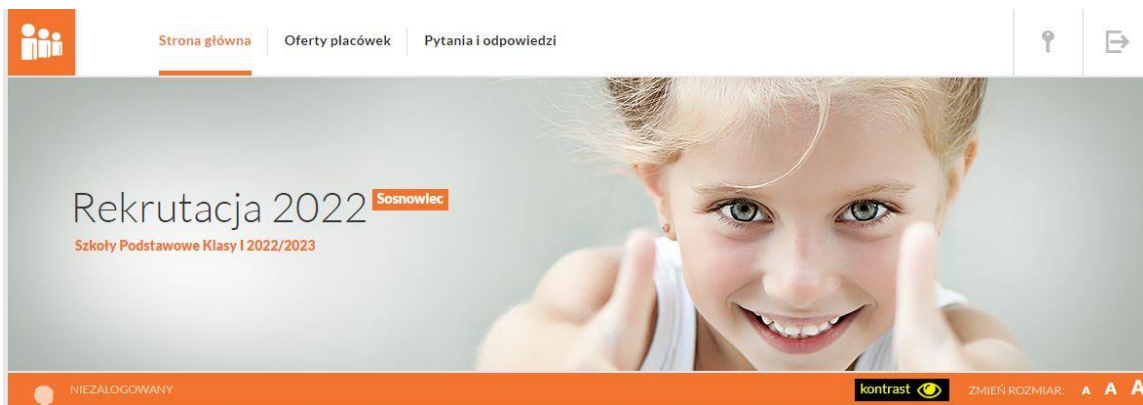 Strona główna Oferty placówek Pytania i odpowiedzi
Rekrutacja 2022 Sosnowiec
Szkoły Podstawowe Klasy I 2022/2023
NIEZALOGOWANY kontrast ZMIEŃ ROZMIAR: A A A